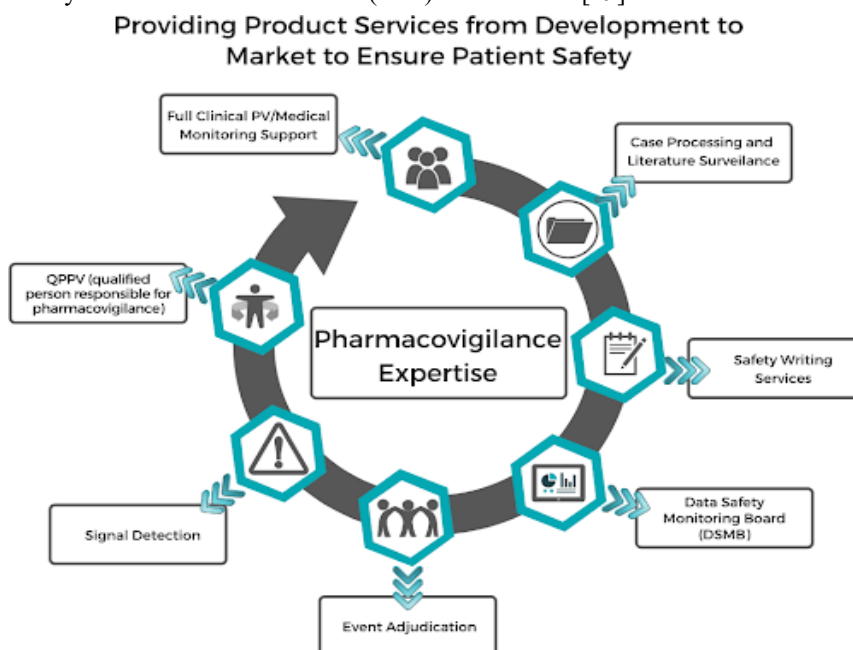 Providing Product Services from Development to
Market to Ensure Patient Safety
Full Clinical PV/Medical
Monitoring Support
Case Processing and
Literature Surveilance
QPPV (qualified
person responsible for
pharmacovigilance)
Pharmacovigilance
Expertise
Safety Writing
Services
Data Safety
Monitoring Board
(DSMB)
Signal Detection
Event Adjudication